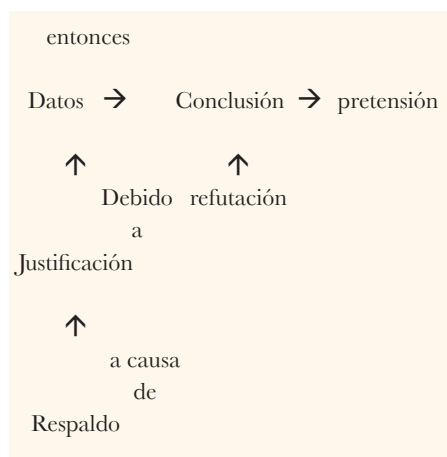 entonces
Datos → Conclusión → pretensión
↑ ↑
Debido refutación
a
Justificación
↑
a causa
de
Respaldo